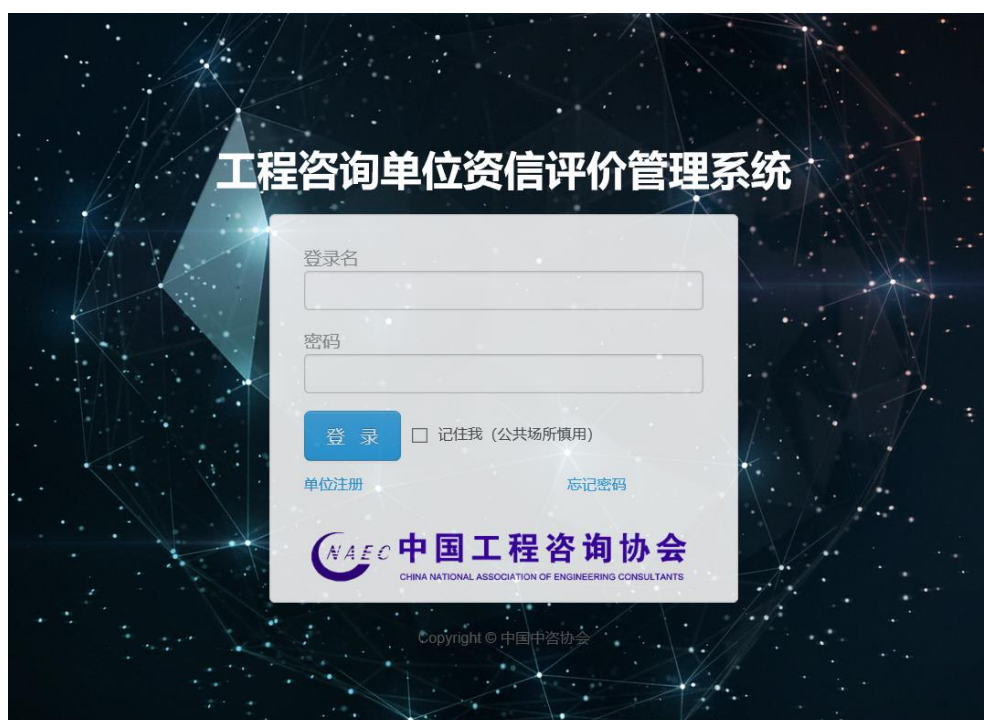 工程咨询单位资信评价管理系统
登录名
密码
登 录 记住我（公共场所慎用）
单位注册 忘记密码
NAEC 中国工程咨询协会
CHINA NATIONAL ASSOCIATION OF ENGINEERING CONSULTANTS
Copyright © 中国中咨协会